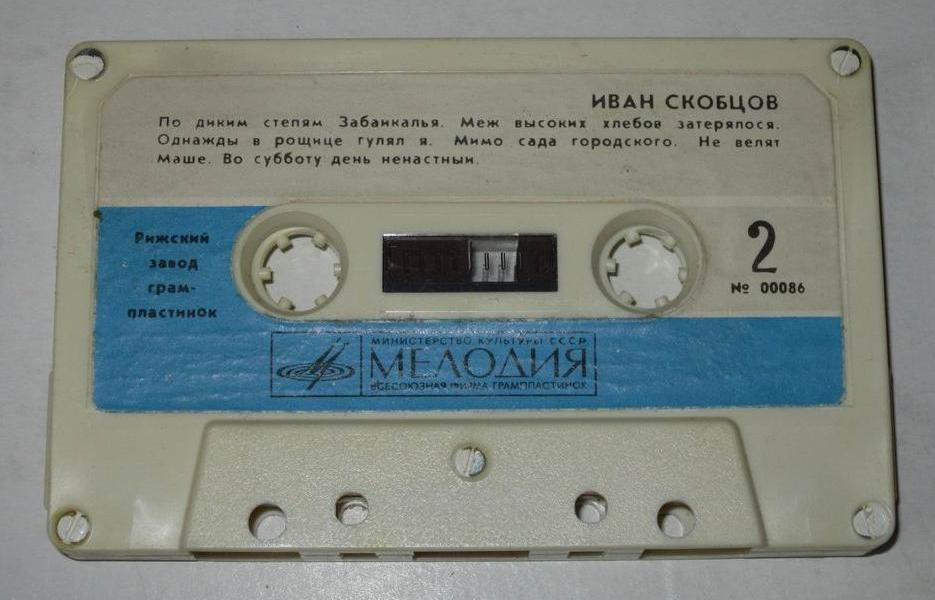 ИВАН СКОБЦОВ
По диким степям Забайкалья. Меж высоких хлебов затерялося.
Однажды в рощице гулял я. Мимо сада городского. Не велят
Маше. Во субботу день ненастный.
Рижский
завод
грам-
пластинок
2
№ 00086
МИНИСТЕРСТВО КУЛЬТУРЫ СССР
МЕЛОДИЯ
ВСЕСОЮЗНАЯ ФИРМА ГРАМПЛАСТИНОК